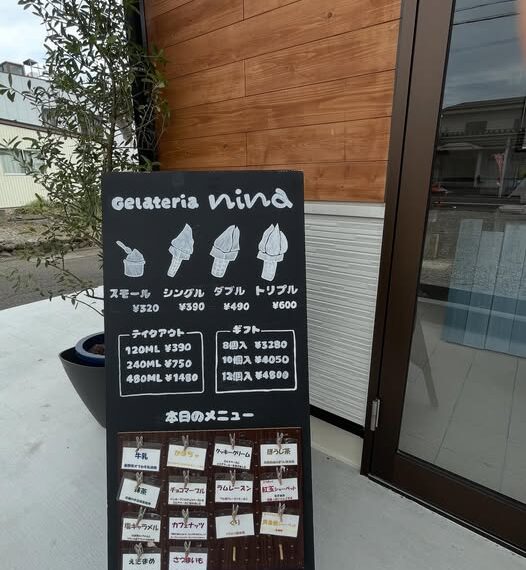 Gelateria nina
スモール シングル ダブル トリプル
¥320 ¥390 ¥490 ¥600
テイクアウト
120ML ¥390
240ML ¥750
480ML ¥1480
ギフト
8個入 ¥3280
10個入 ¥4050
12個入 ¥4800
本日のメニュー
牛乳 かぼちゃ クッキークリーム ほうじ茶
抹茶 チョコマーブル ラムレーズン 紅玉シャーベット
塩キャラメル カフェナッツ くり
えだまめ さつまいも